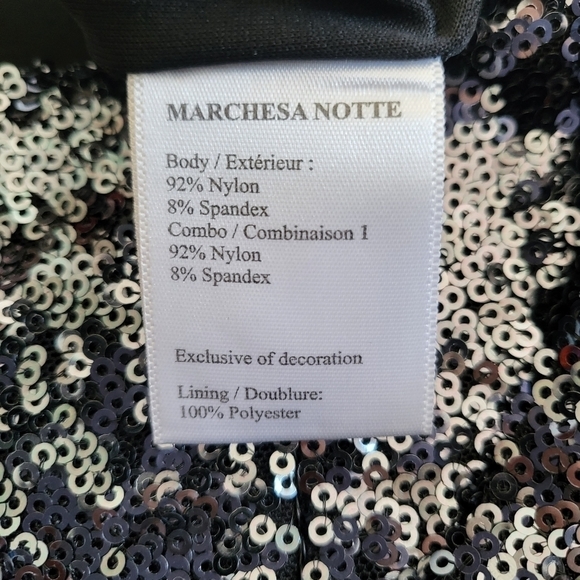 MARCHESA NOTTE
Body / Extérieur :
92% Nylon
8% Spandex
Combo / Combinaison 1
92% Nylon
8% Spandex
Exclusive of decoration
Lining / Doublure:
100% Polyester